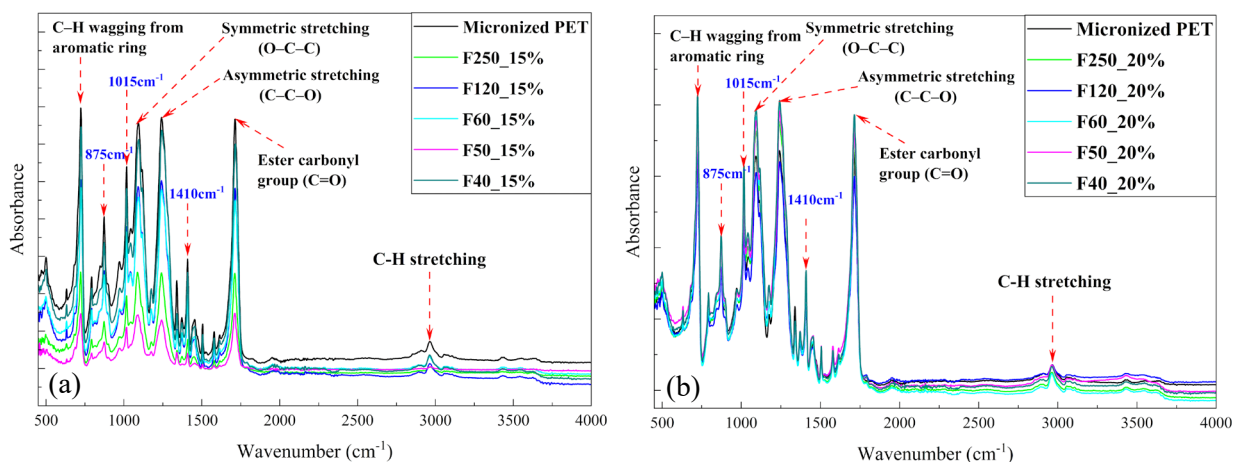 C–H wagging from
aromatic ring
Symmetric stretching
(O–C–C)
1015cm-1
Asymmetric stretching
(C–C–O)
875cm-1
Ester carbonyl
group (C=O)
1410cm-1
C-H stretching
Micronized PET
F250_15%
F120_15%
F60_15%
F50_15%
F40_15%
Absorbance
(a)
500 1000 1500 2000 2500 3000 3500 4000
Wavenumber (cm-1)
C–H wagging from
aromatic ring
Symmetric stretching
(O–C–C)
1015cm-1
Asymmetric stretching
(C–C–O)
875cm-1
Ester carbonyl
group (C=O)
1410cm-1
C-H stretching
Micronized PET
F250_20%
F120_20%
F60_20%
F50_20%
F40_20%
Absorbance
(b)
500 1000 1500 2000 2500 3000 3500 4000
Wavenumber (cm-1)